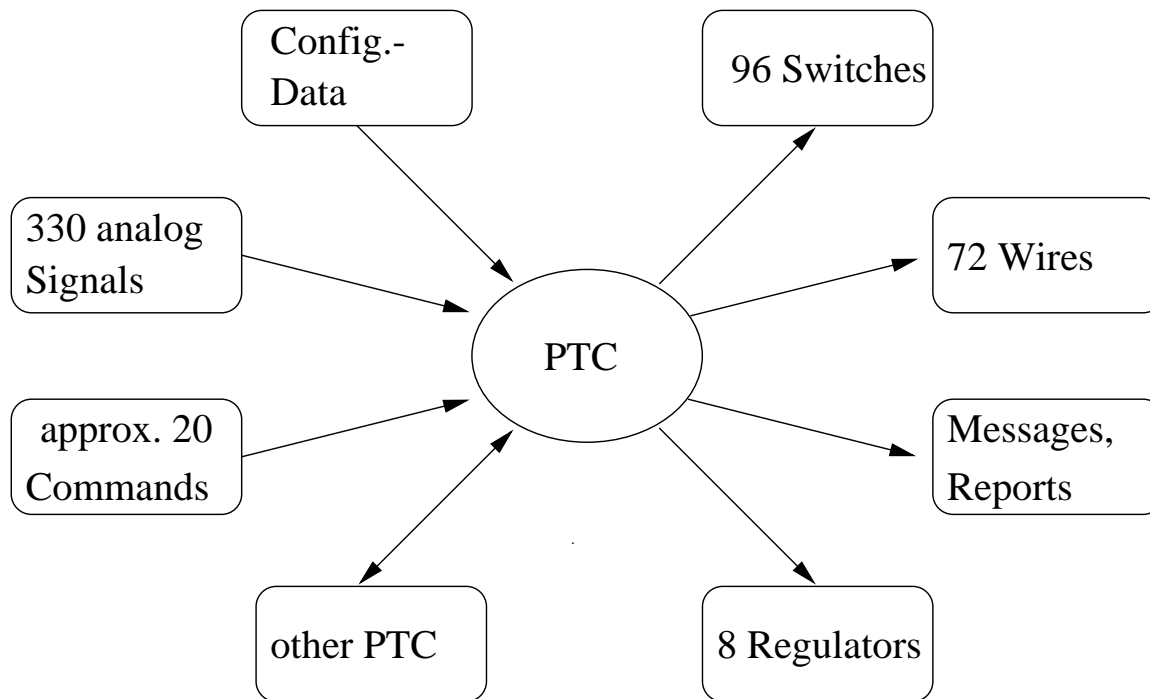 Config.-
Data
96 Switches
330 analog
Signals
72 Wires
PTC
approx. 20
Commands
Messages,
Reports
other PTC
8 Regulators